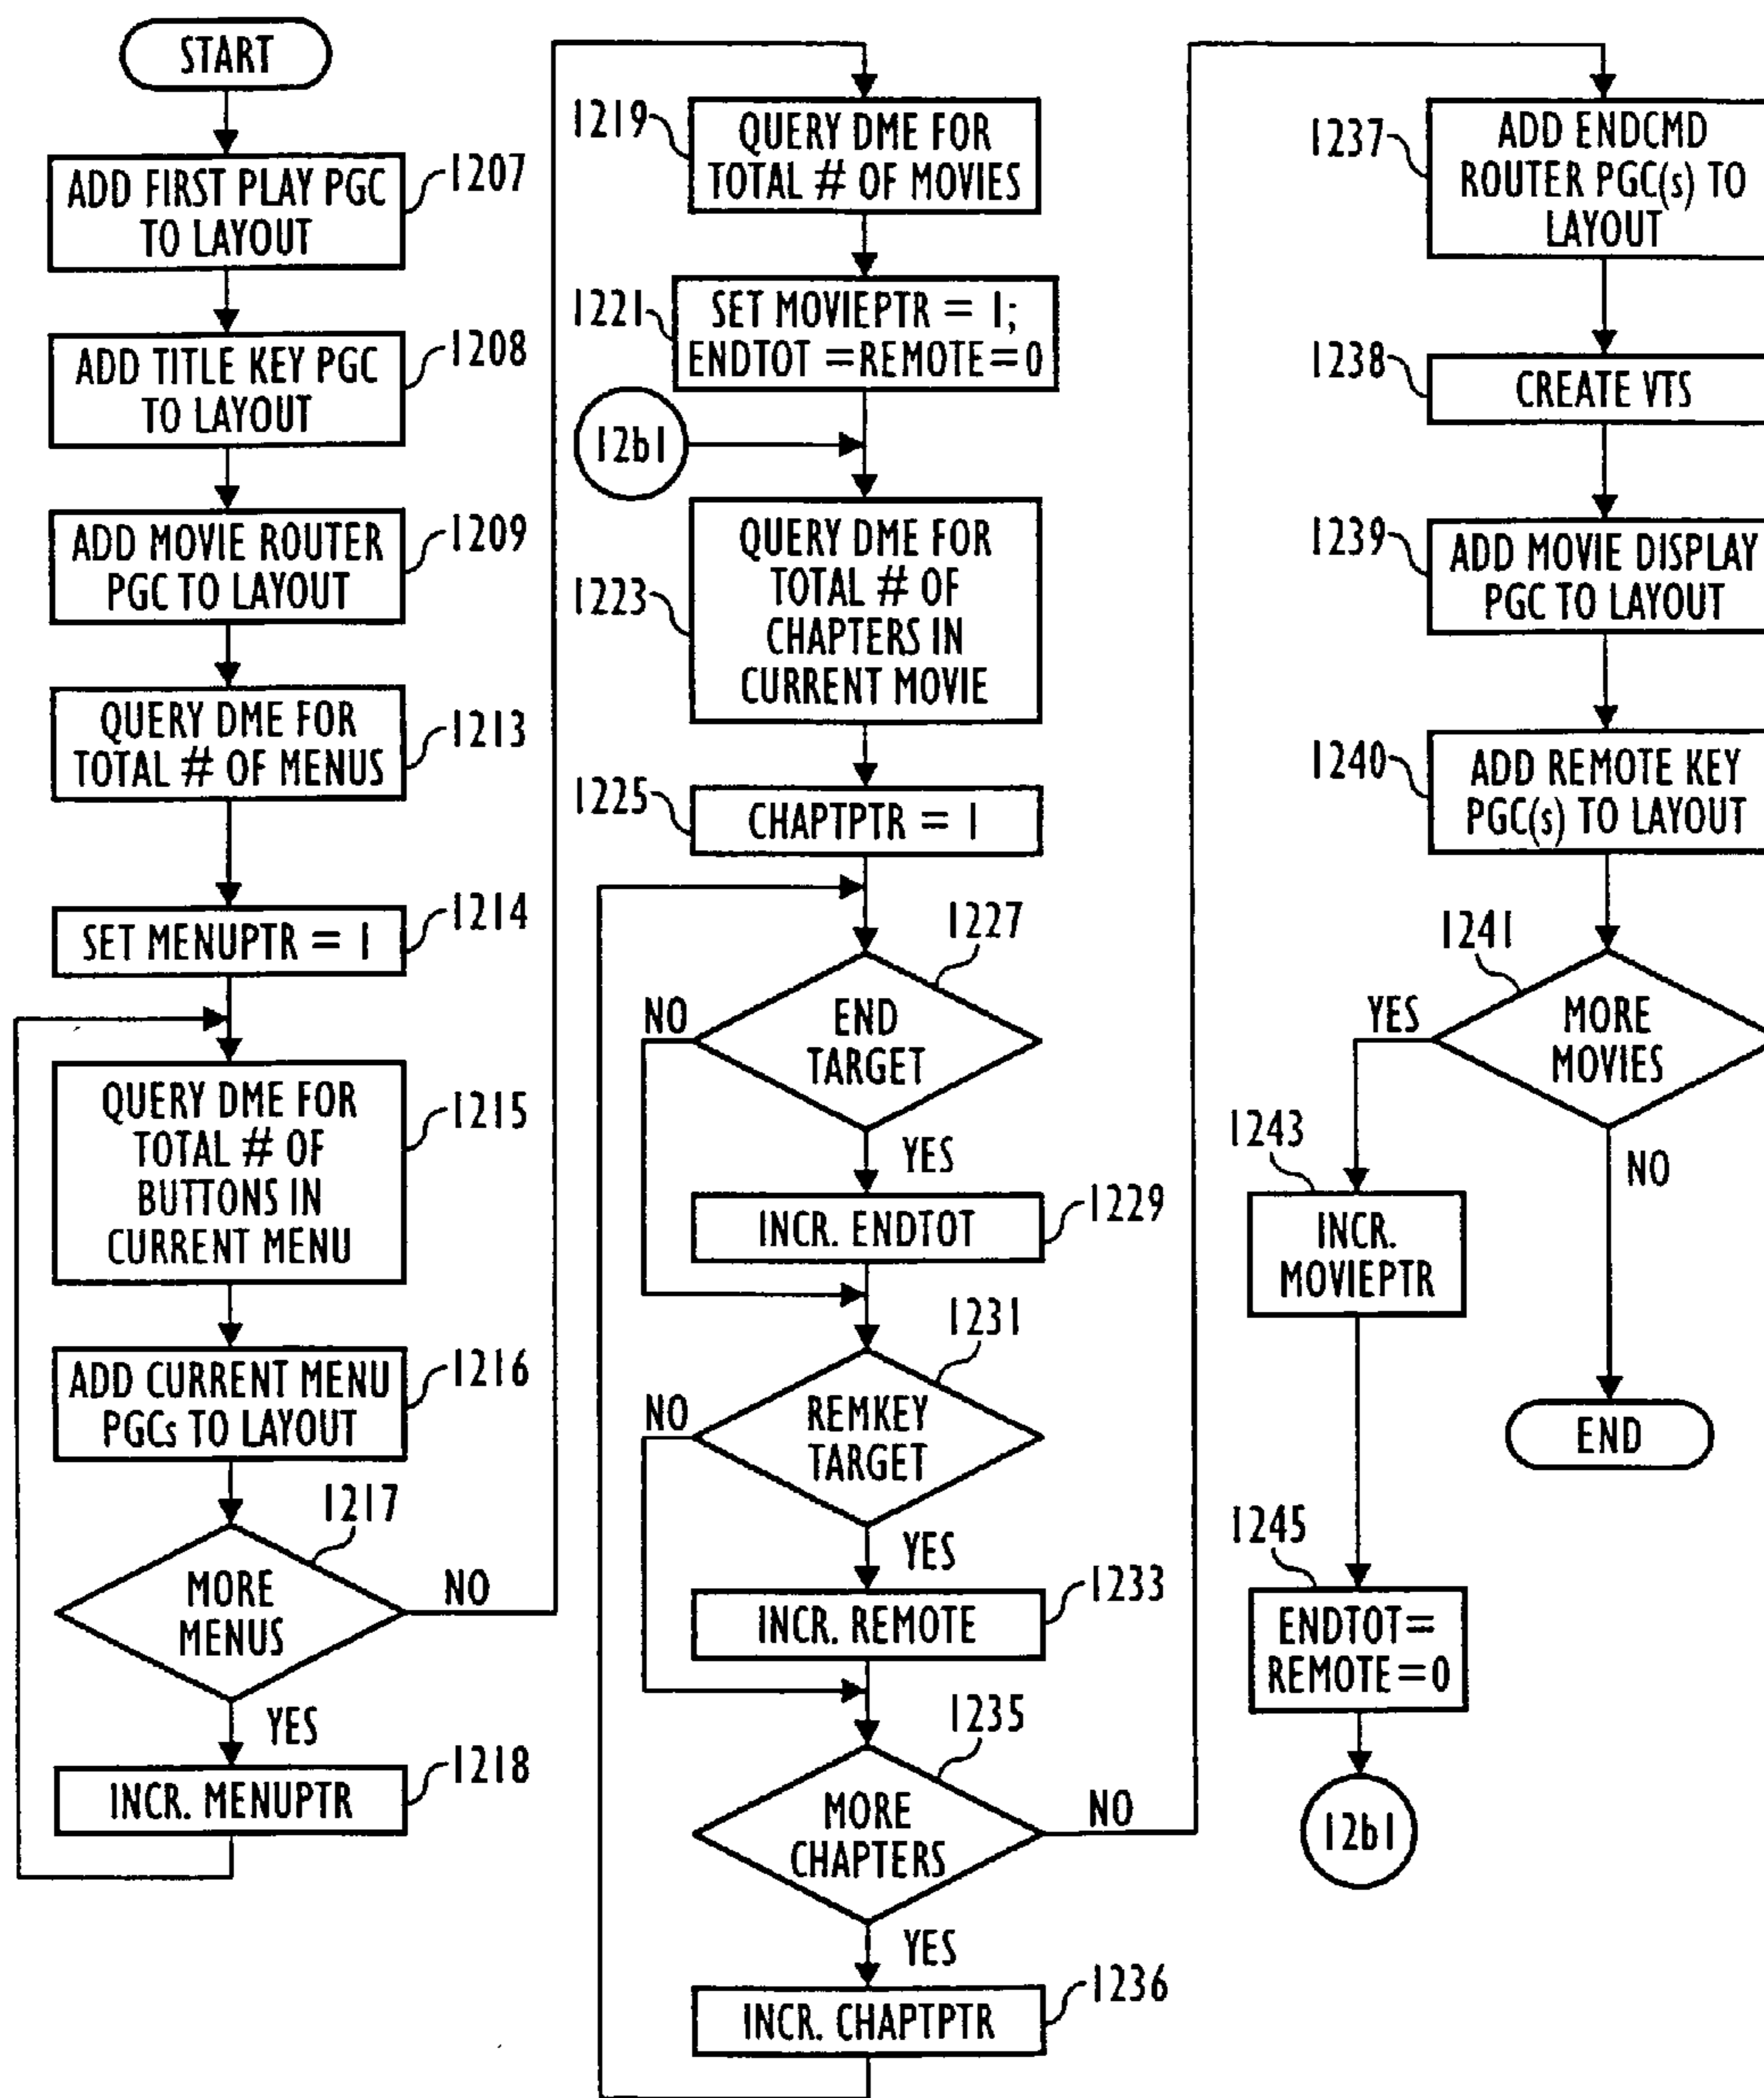 START
ADD FIRST PLAY PGC
TO LAYOUT
1207
ADD TITLE KEY PGC
TO LAYOUT
1208
ADD MOVIE ROUTER
PGC TO LAYOUT
1209
QUERY DME FOR
TOTAL # OF MENUS
1213
SET MENUPTR = 1
1214
QUERY DME FOR
TOTAL # OF
BUTTONS IN
CURRENT MENU
1215
ADD CURRENT MENU
PGCs TO LAYOUT
1216
1217
MORE
MENUS
NO
YES
INCR. MENUPTR
1218
1219
QUERY DME FOR
TOTAL # OF MOVIES
1221
SET MOVIEPTR = 1;
ENDTOT =REMOTE=0
12b1
1223
QUERY DME FOR
TOTAL # OF
CHAPTERS IN
CURRENT MOVIE
1225
CHAPTPTR = 1
1227
NO
END
TARGET
YES
INCR. ENDTOT
1229
1231
NO
REMKEY
TARGET
YES
INCR. REMOTE
1233
1235
MORE
CHAPTERS
NO
YES
INCR. CHAPTPTR
1236
1237
ADD ENDCMD
ROUTER PGC(s) TO
LAYOUT
1238
CREATE VTS
1239
ADD MOVIE DISPLAY
PGC TO LAYOUT
1240
ADD REMOTE KEY
PGC(s) TO LAYOUT
1241
YES
MORE
MOVIES
NO
1243
INCR.
MOVIEPTR
END
1245
ENDTOT=
REMOTE=0
12b1